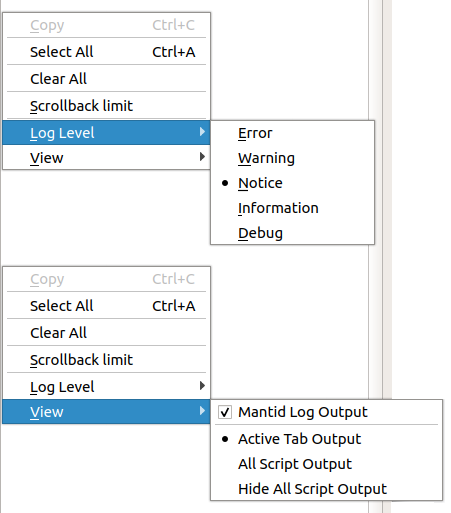 Copy Ctrl+C
Select All Ctrl+A
Clear All
Scrollback limit
Log Level
Error
View
Warning
Notice
Information
Debug
Copy Ctrl+C
Select All Ctrl+A
Clear All
Scrollback limit
Log Level
View
Mantid Log Output
Active Tab Output
All Script Output
Hide All Script Output